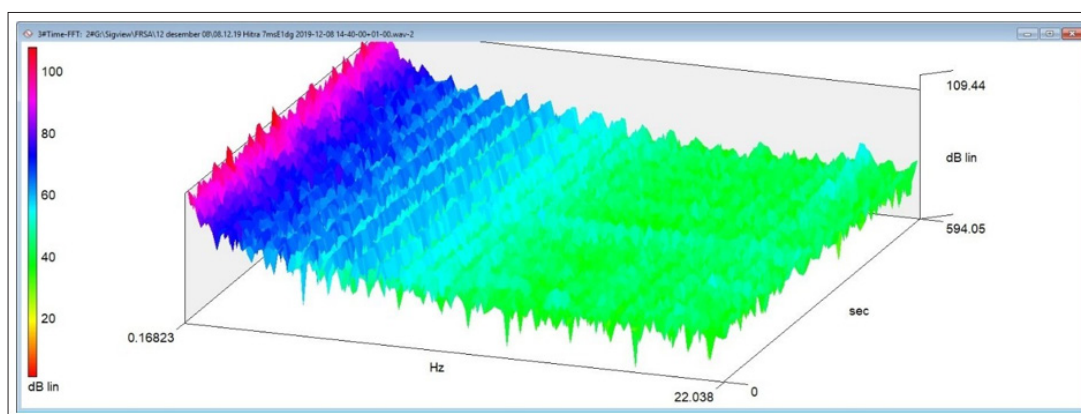 3#Time-FFT: 2#G:\Sigview\FRSA\12 desember 08\08.12.19 Hitra 7msE1dg 2019-12-08 14-40-00+01-00.wav-2
100
80
60
40
20
dB lin
109.44
dB lin
594.05
sec
0
0.16823
Hz
22.038